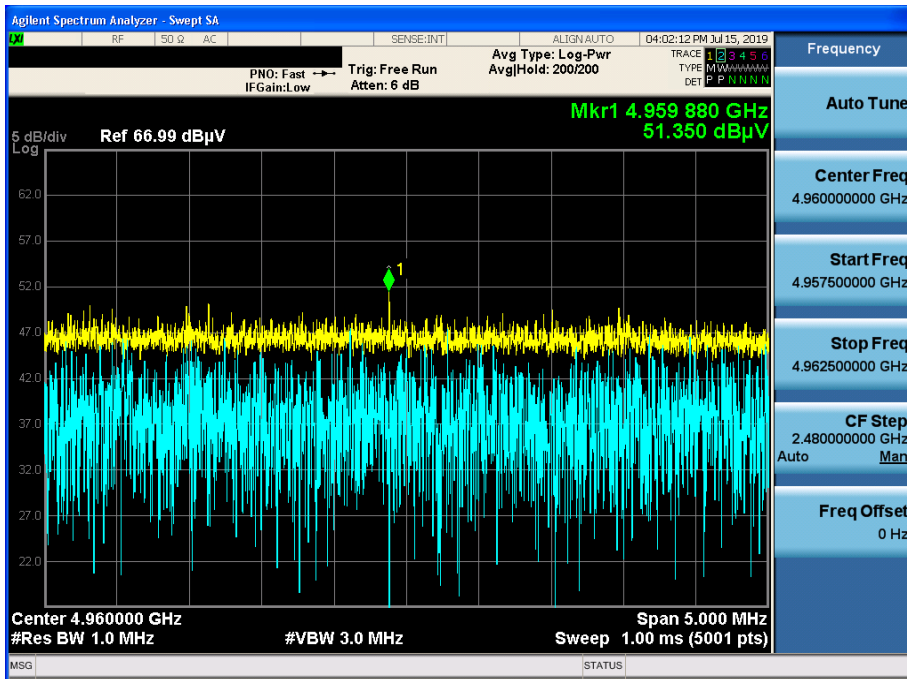 Agilent Spectrum Analyzer - Swept SA
LXI RF 50 Ω AC SENSE:INT ALIGN AUTO 04:02:12 PM Jul 15, 2019
PNO: Fast
IFGain:Low
Trig: Free Run
Atten: 6 dB
Avg Type: Log-Pwr
Avg|Hold: 200/200
TRACE 1 2 3 4 5 6
TYPE M W
DET P P N N N N
Mkr1 4.959 880 GHz
51.350 dBµV
5 dB/div
Log
Ref 66.99 dBµV
62.0
57.0
52.0
47.0
42.0
37.0
32.0
27.0
22.0
1
Center 4.960000 GHz
Span 5.000 MHz
#Res BW 1.0 MHz
#VBW 3.0 MHz
Sweep 1.00 ms (5001 pts)
MSG
STATUS
Frequency
Auto Tune
Center Freq
4.960000000 GHz
Start Freq
4.957500000 GHz
Stop Freq
4.962500000 GHz
CF Step
2.480000000 GHz
Auto Man
Freq Offset
0 Hz